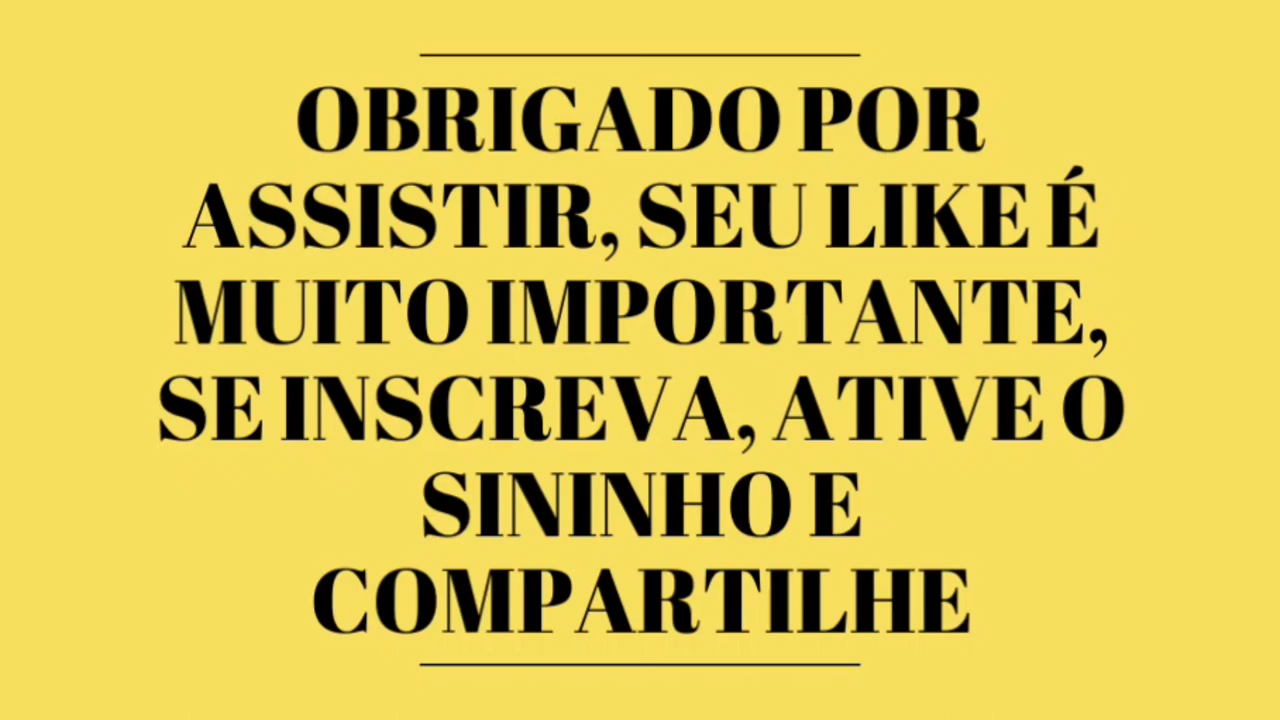 OBRIGADO POR
ASSISTIR, SEU LIKE É
MUITO IMPORTANTE,
SE INSCREVA, ATIVE O
SININHO E
COMPARTILHE